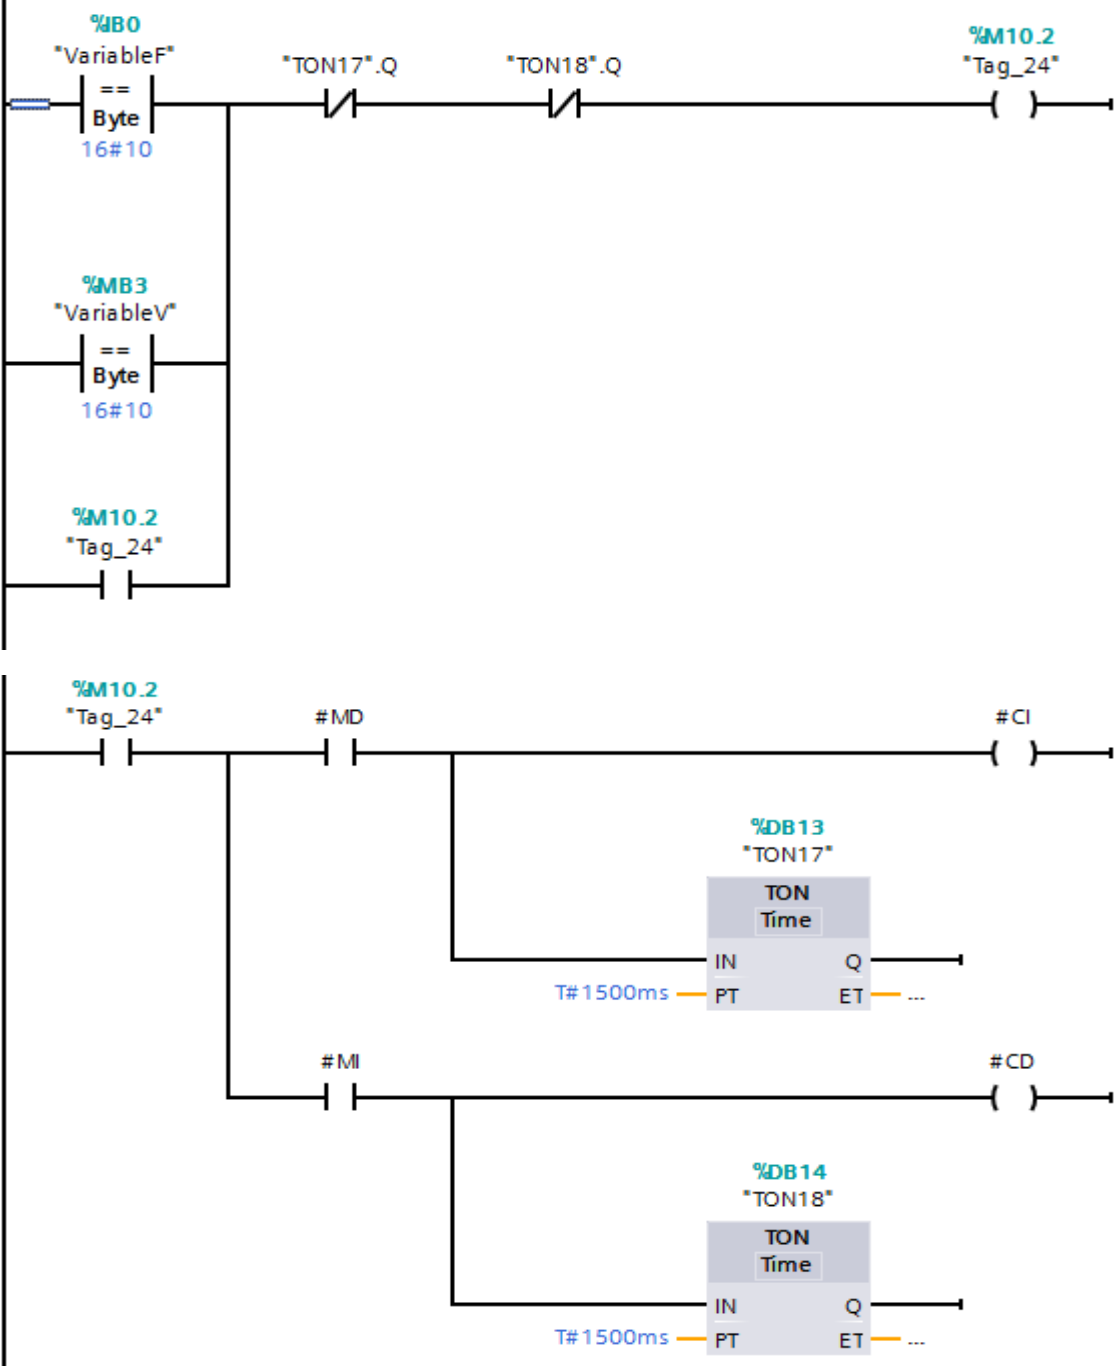 %IB0
"VariableF"
==
Byte
16#10
"TON17".Q
"TON18".Q
%M10.2
"Tag_24"
%MB3
"VariableV"
==
Byte
16#10
%M10.2
"Tag_24"
%M10.2
"Tag_24"
#MD
#CI
%DB13
"TON17"
TON
Time
IN Q
T#1500ms PT ET ...
#MI
#CD
%DB14
"TON18"
TON
Time
IN Q
T#1500ms PT ET ...